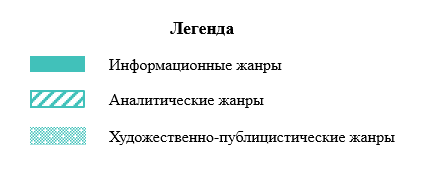 Легенда
Информационные жанры
Аналитические жанры
Художественно-публицистические жанры